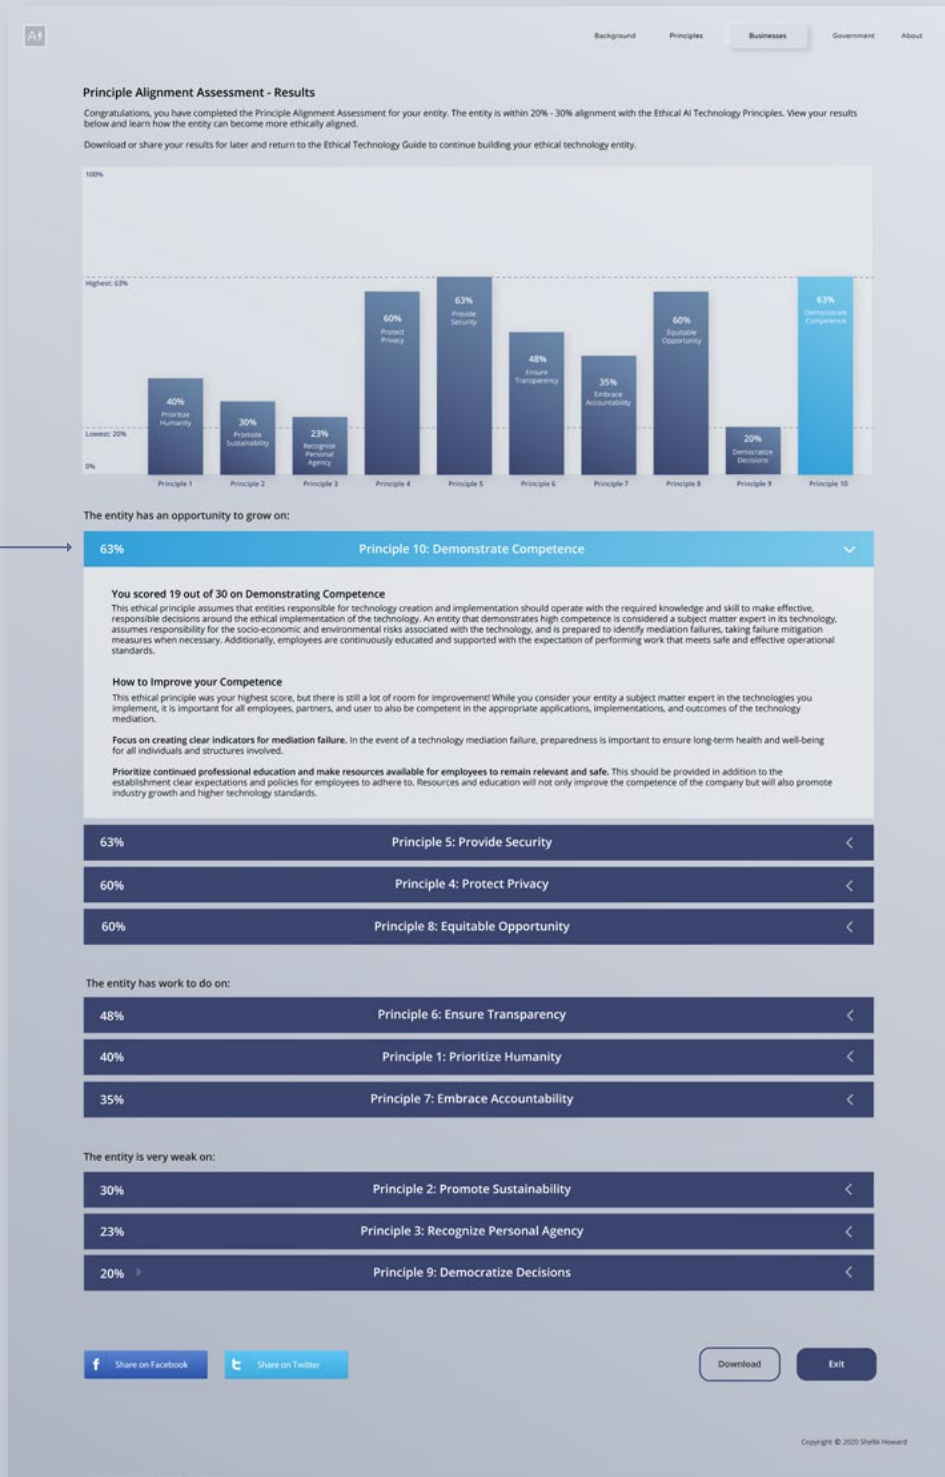 AI
Background Principles Businesses Government About
Principle Alignment Assessment - Results
Congratulations, you have completed the Principle Alignment Assessment for your entity. The entity is within 20% - 30% alignment with the Ethical AI Technology Principles. View your results
below and learn how the entity can become more ethically aligned.
Download or share your results for later and return to the Ethical Technology Guide to continue building your ethical technology entity.
100%
Highest: 63%
Lowest: 20%
0%
40%
Prioritize
Humanity
30%
Promote
Sustainability
23%
Recognize
Personal
Agency
60%
Protect
Privacy
63%
Provide
Security
48%
Ensure
Transparency
35%
Embrace
Accountability
60%
Equitable
Opportunity
20%
Democratize
Decisions
63%
Demonstrate
Competence
Principle 1 Principle 2 Principle 3 Principle 4 Principle 5 Principle 6 Principle 7 Principle 8 Principle 9 Principle 10
The entity has an opportunity to grow on:
63% Principle 10: Demonstrate Competence
You scored 19 out of 30 on Demonstrating Competence
This ethical principle assumes that entities responsible for technology creation and implementation should operate with the required knowledge and skill to make effective,
responsible decisions around the ethical implementation of the technology. An entity that demonstrates high competence is considered a subject matter expert in its technology,
assumes responsibility for the socio-economic and environmental risks associated with the technology, and is prepared to identify mediation failures, taking failure mitigation
measures when necessary. Additionally, employees are continuously educated and supported with the expectation of performing work that meets safe and effective operational
standards.
How to Improve your Competence
This ethical principle was your highest score, but there is still a lot of room for improvement! While you consider your entity a subject matter expert in the technologies you
implement, it is important for all employees, partners, and user to also be competent in the appropriate applications, implementations, and outcomes of the technology
mediation.
Focus on creating clear indicators for mediation failure. In the event of a technology mediation failure, preparedness is important to ensure long-term health and well-being
for all individuals and structures involved.
Prioritize continued professional education and make resources available for employees to remain relevant and safe. This should be provided in addition to the
establishment clear expectations and policies for employees to adhere to. Resources and education will not only improve the competence of the company but will also promote
industry growth and higher technology standards.
63% Principle 5: Provide Security
60% Principle 4: Protect Privacy
60% Principle 8: Equitable Opportunity
The entity has work to do on:
48% Principle 6: Ensure Transparency
40% Principle 1: Prioritize Humanity
35% Principle 7: Embrace Accountability
The entity is very weak on:
30% Principle 2: Promote Sustainability
23% Principle 3: Recognize Personal Agency
20% Principle 9: Democratize Decisions
Share on Facebook Share on Twitter Download Exit
Copyright © 2020 Shelbi Howard